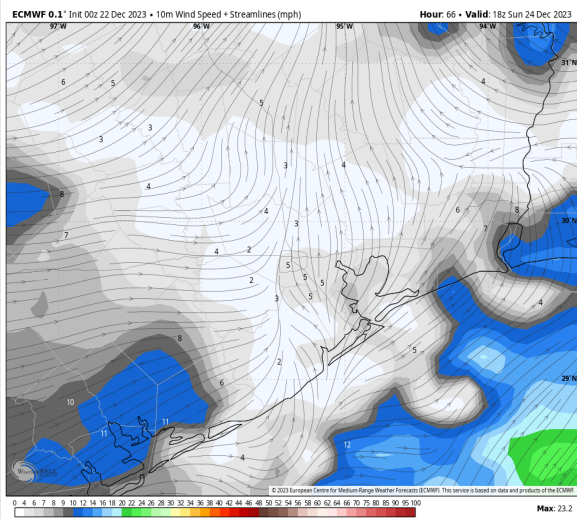 ECMWF 0.1° Init 00z 22 Dec 2023 • 10m Wind Speed + Streamlines (mph)
Hour: 66 • Valid: 18z Sun 24 Dec 2023
97°W 96°W 95°W 94°W
31°N
6 5 4
5
3 3
3 4
4
8
4 6 8
30°N
3 7
7
4 2
5
5 5
2
3 5
4
8
5
2
29°N
6
10
11
11
12
4
© 2023 European Centre for Medium-Range Weather Forecasts (ECMWF). This service is based on data and products of the ECMWF.
0 4 5 6 7 8 9 10 12 14 16 18 20 22 24 26 28 30 32 34 36 38 40 42 44 46 48 50 52 54 56 58 60 62 64 70 75 80 85 90 95 100
Max: 23.2